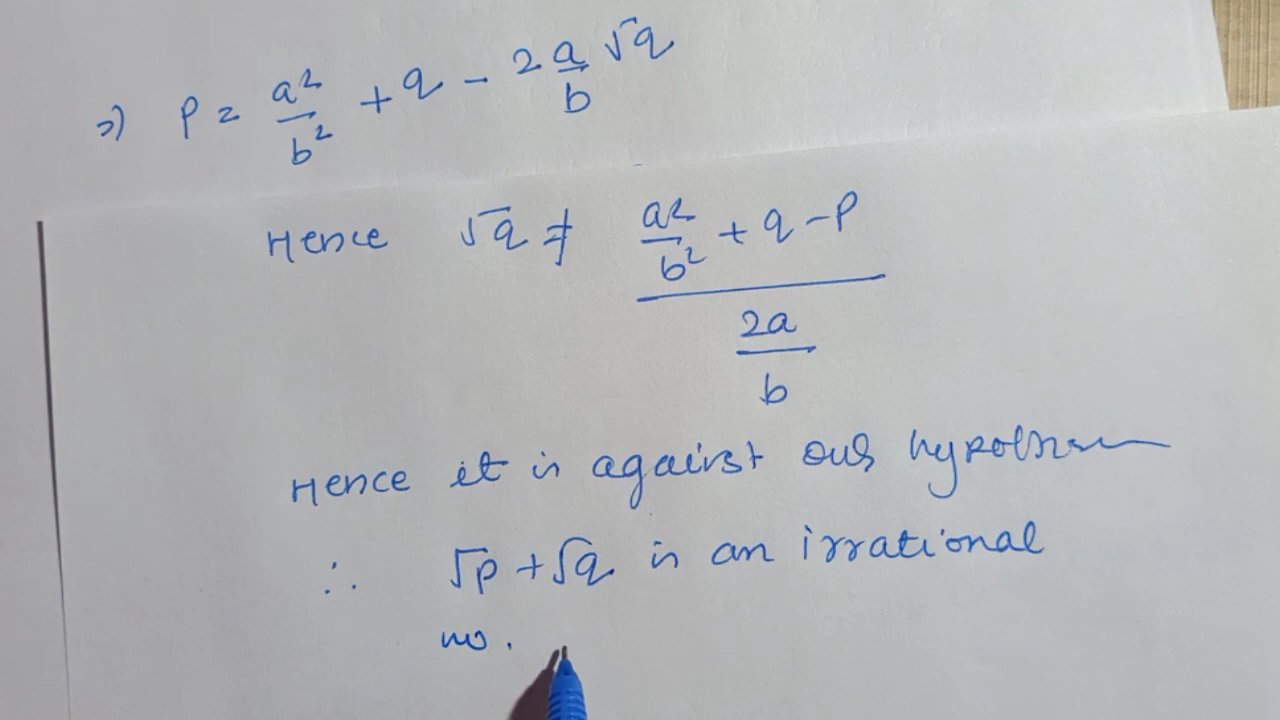 ⇒) p = a²/b² + q - 2 a/b √q
Hence √q ≠ (a²/b² + q - p) / (2a/b)
Hence it is against our
∴ √p + √q is an irrational
no.